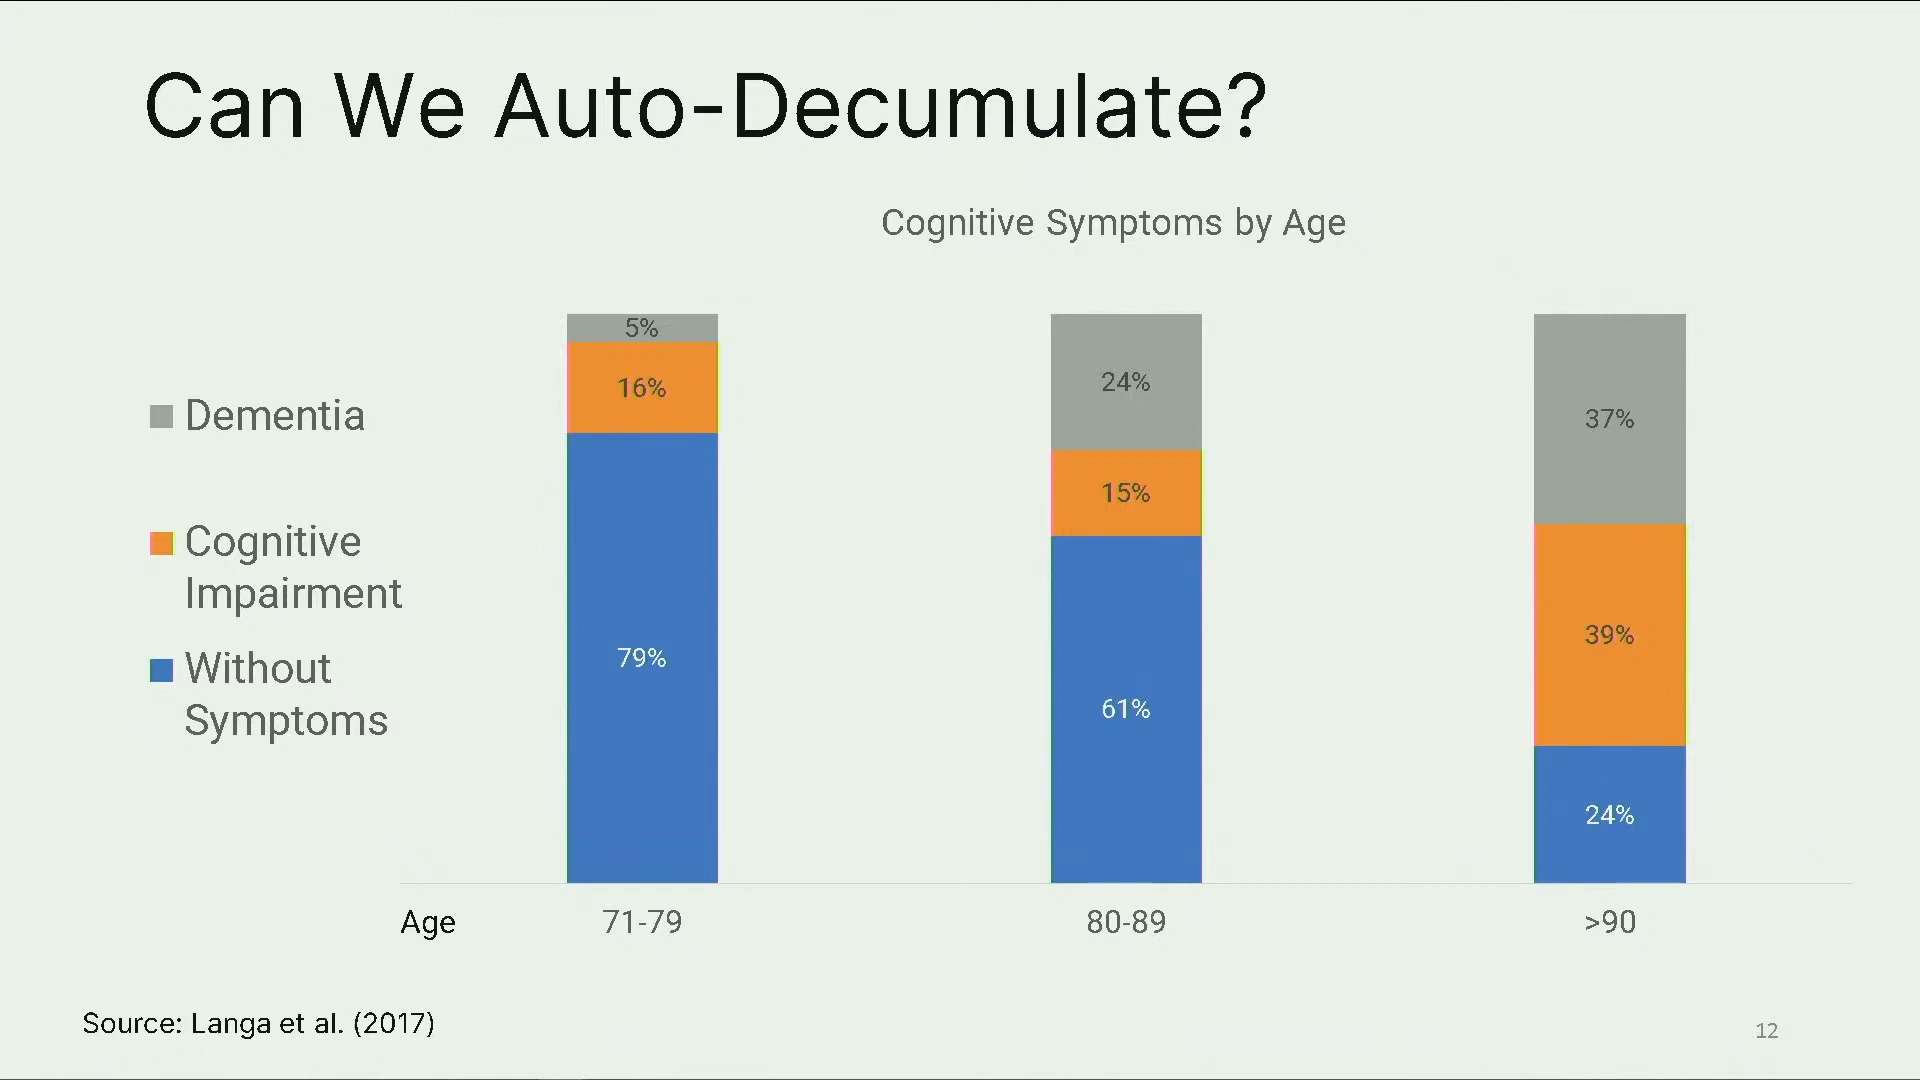 Can We Auto-Decumulate?
Cognitive Symptoms by Age
Dementia
Cognitive
Impairment
Without
Symptoms
5%
16%
79%
24%
15%
61%
37%
39%
24%
Age 71-79 80-89 >90
Source: Langa et al. (2017)
12